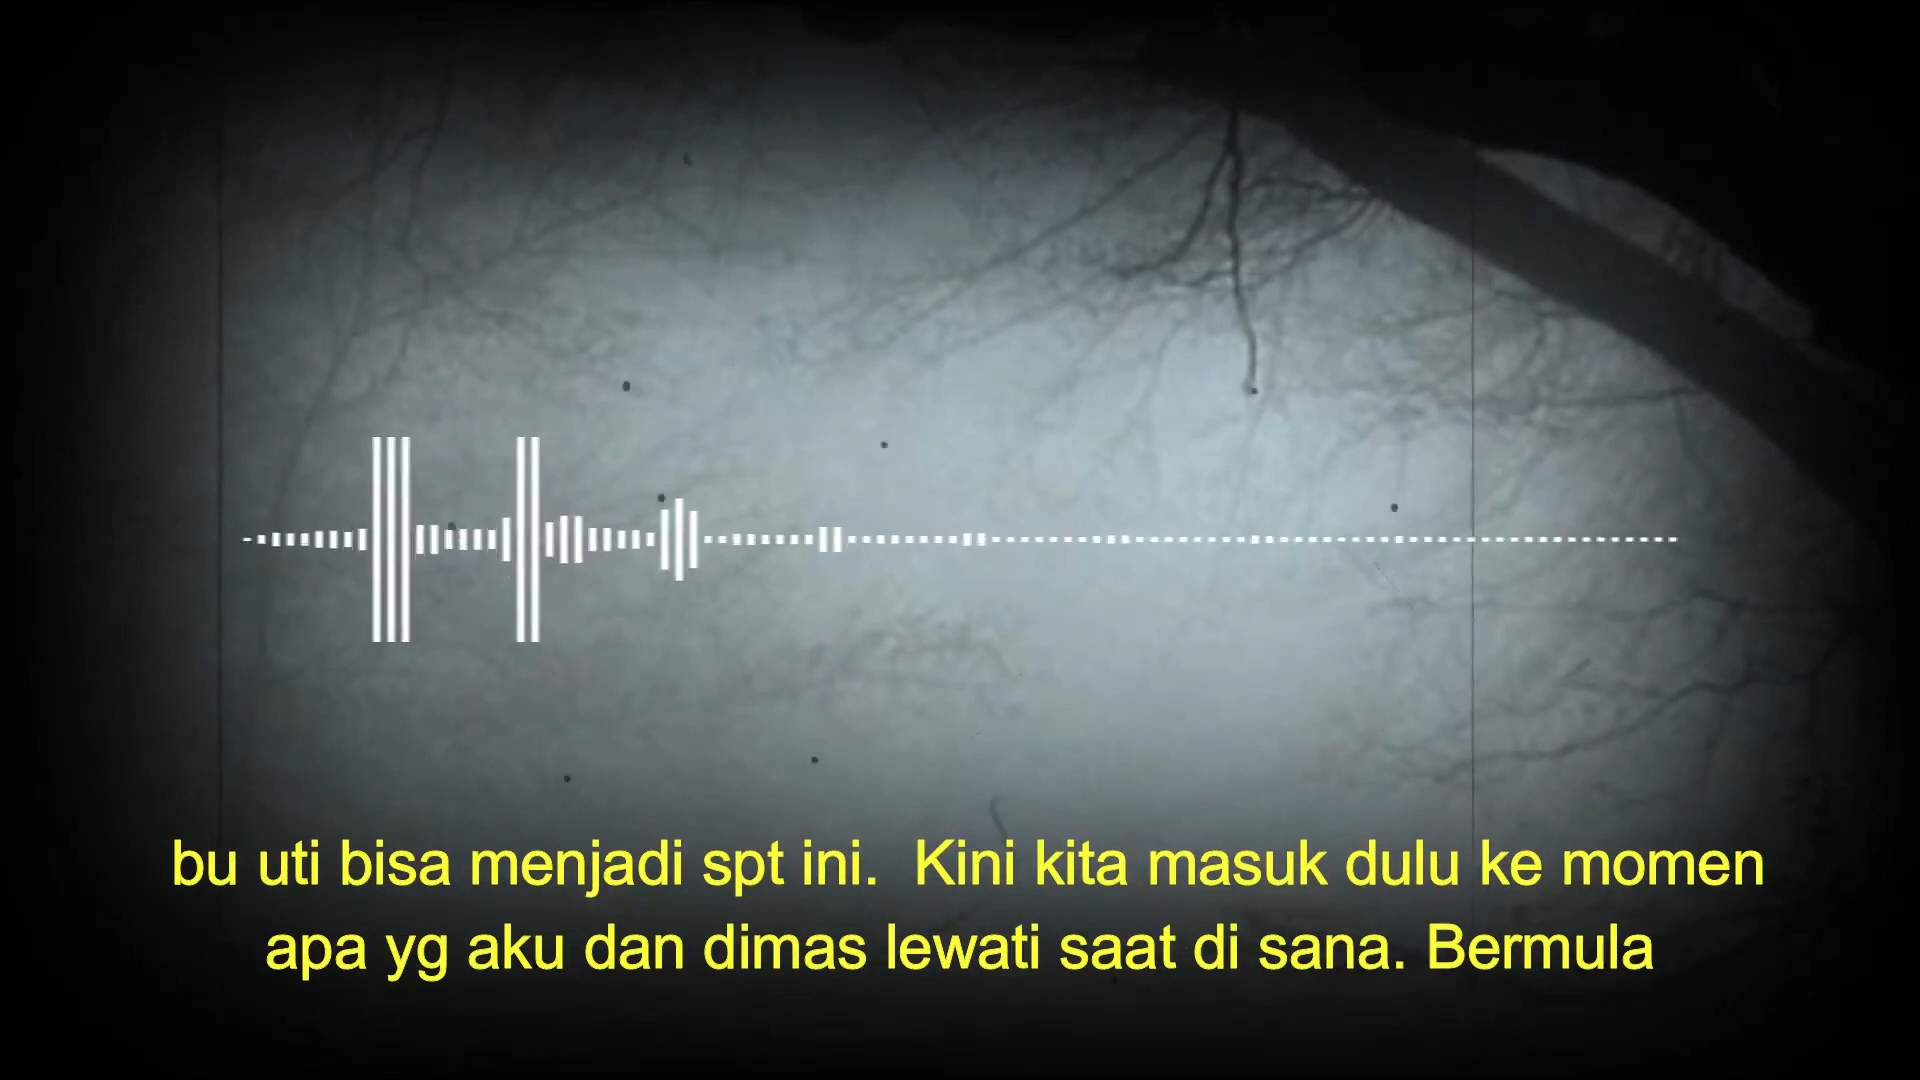 bu uti bisa menjadi spt ini.  Kini kita masuk dulu ke momen
apa yg aku dan dimas lewati saat di sana. Bermula